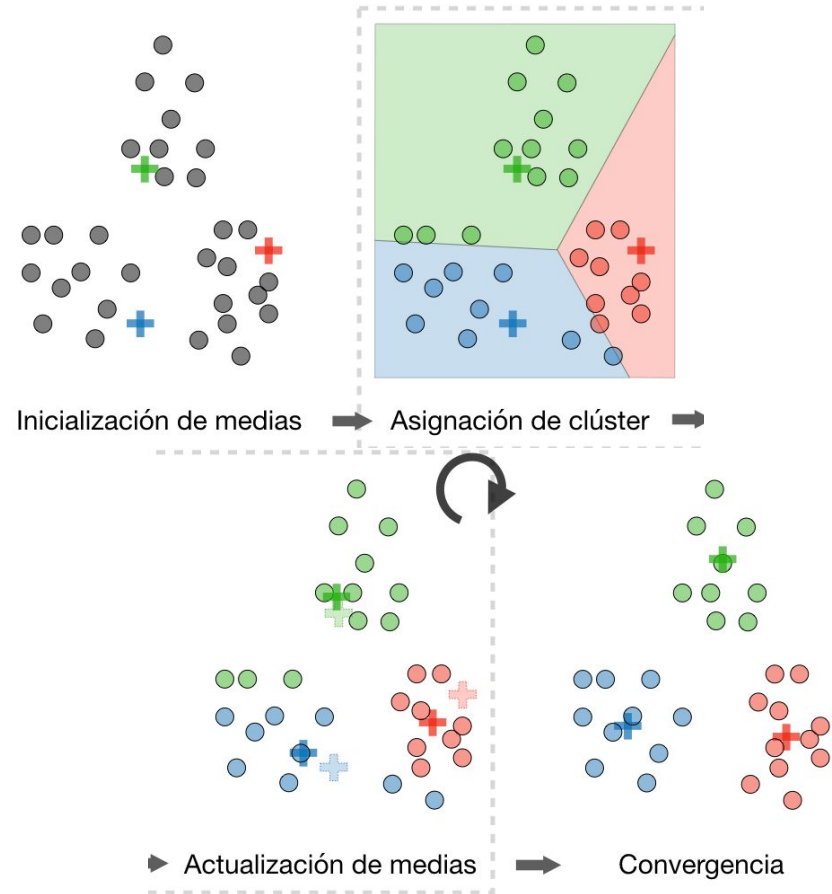 Inicialización de medias
Asignación de clúster
Actualización de medias
Convergencia